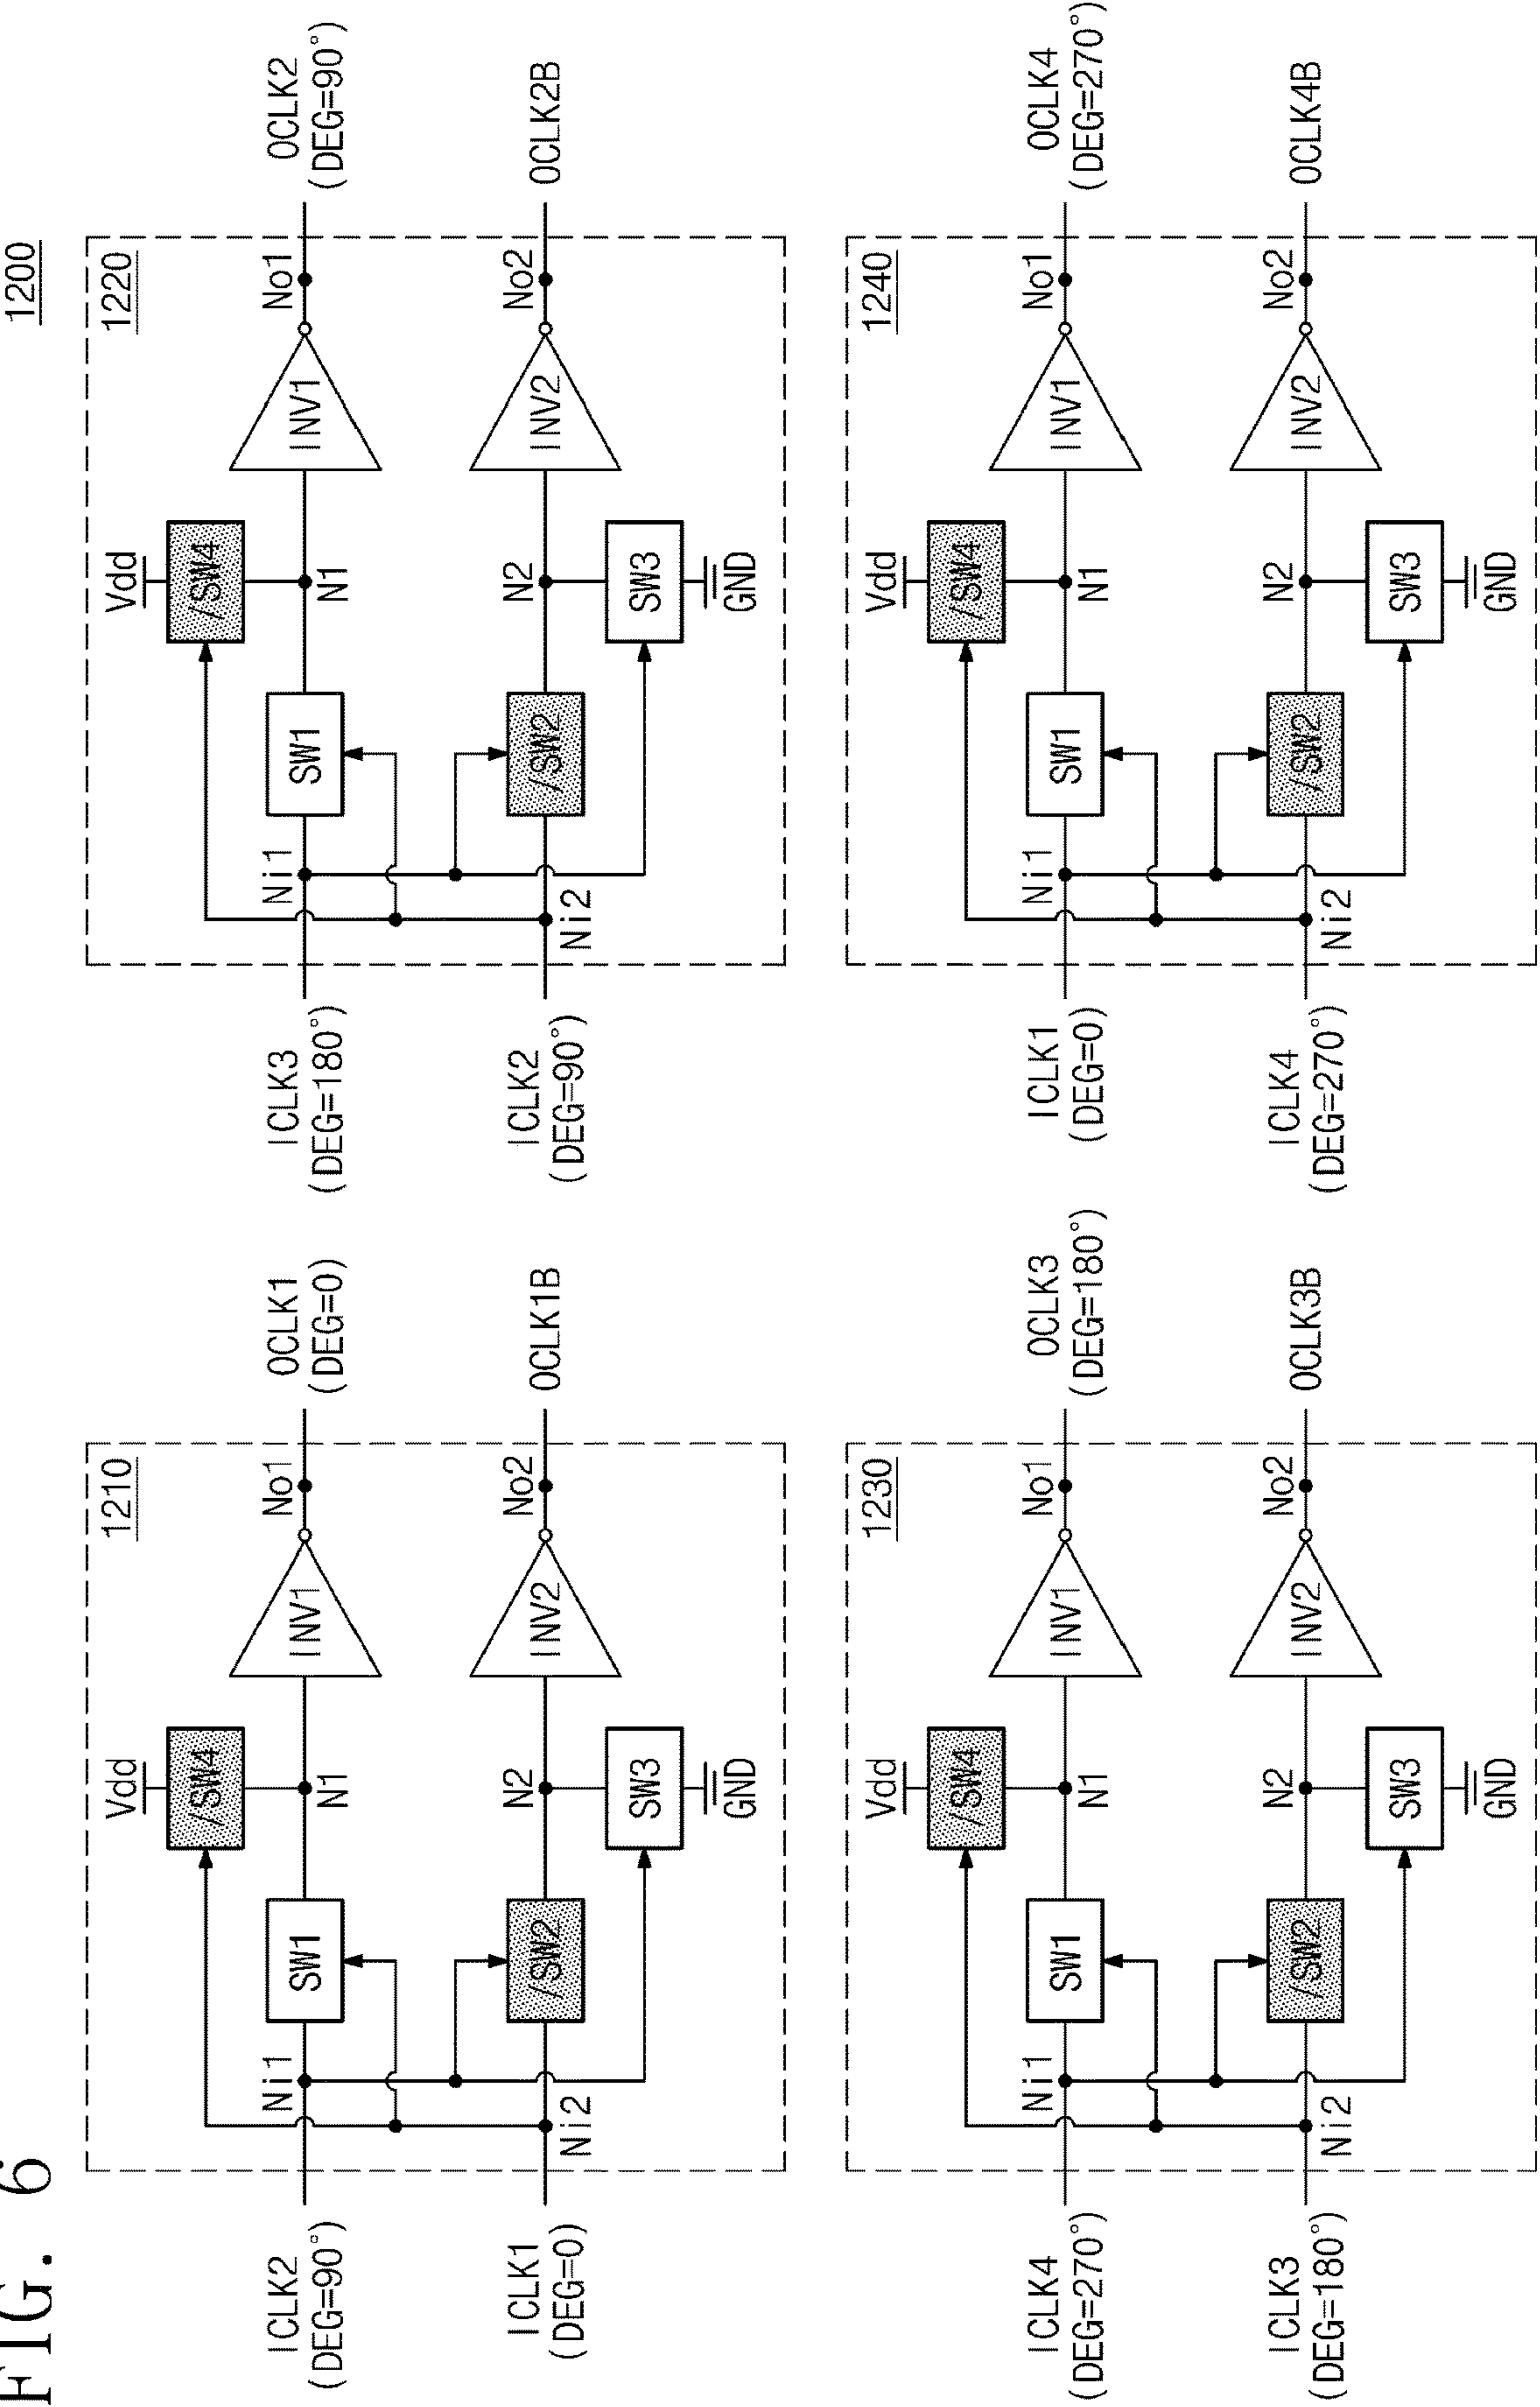 FIG. 6
1200
1210
ICLK2
(DEG=90°)
ICLK1
(DEG=0)
Ni1
Ni2
SW1
/SW2
Vdd
/SW4
N1
N2
SW3
GND
INV1
INV2
No1
No2
OCLK1
(DEG=0)
OCLK1B
1220
ICLK3
(DEG=180°)
ICLK2
(DEG=90°)
Ni1
Ni2
SW1
/SW2
Vdd
/SW4
N1
N2
SW3
GND
INV1
INV2
No1
No2
OCLK2
(DEG=90°)
OCLK2B
1230
ICLK4
(DEG=270°)
ICLK3
(DEG=180°)
Ni1
Ni2
SW1
/SW2
Vdd
/SW4
N1
N2
SW3
GND
INV1
INV2
No1
No2
OCLK3
(DEG=180°)
OCLK3B
1240
ICLK1
(DEG=0)
ICLK4
(DEG=270°)
Ni1
Ni2
SW1
/SW2
Vdd
/SW4
N1
N2
SW3
GND
INV1
INV2
No1
No2
OCLK4
(DEG=270°)
OCLK4B